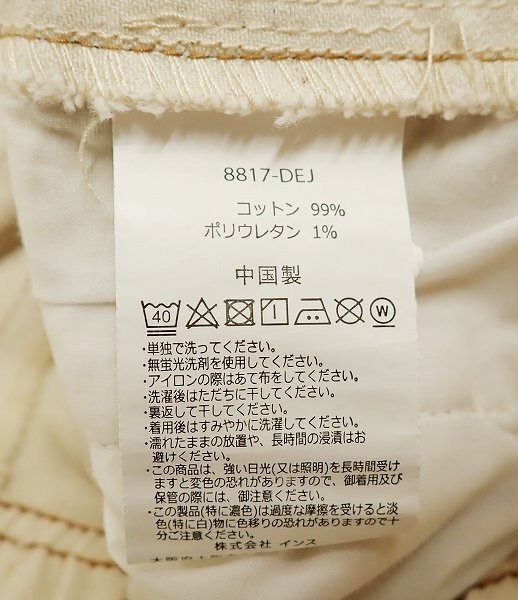 8817-DEJ
コットン 99%
ポリウレタン 1%
中国製
40 W
・単独で洗ってください。
・無蛍光洗剤を使用してください。
・アイロンの際はあて布をしてください。
・洗濯後はただちに干してください。
・裏返して干してください。
・着用後はすみやかに洗濯してください。
・濡れたままの放置や、長時間の浸漬はお
避けください。
・この商品は、強い日光(又は照明)を長時間受け
ますと変色の恐れがありますので、御着用及び
保管の際には、御注意ください。
・この製品(特に濃色)は過度な摩擦を受けると淡
色(特に白)物に色移りの恐れがありますので十
分ご注意ください。
株式会社 インス